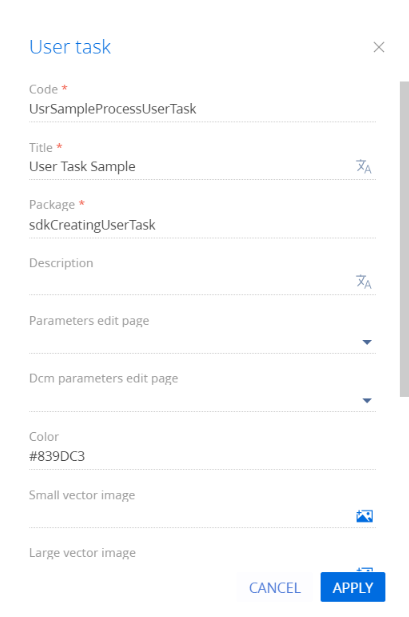 User task
Code *
UsrSampleProcessUserTask
Title *
User Task Sample
Package *
sdkCreatingUserTask
Description
Parameters edit page
Dcm parameters edit page
Color
#839DC3
Small vector image
Large vector image
CANCEL APPLY